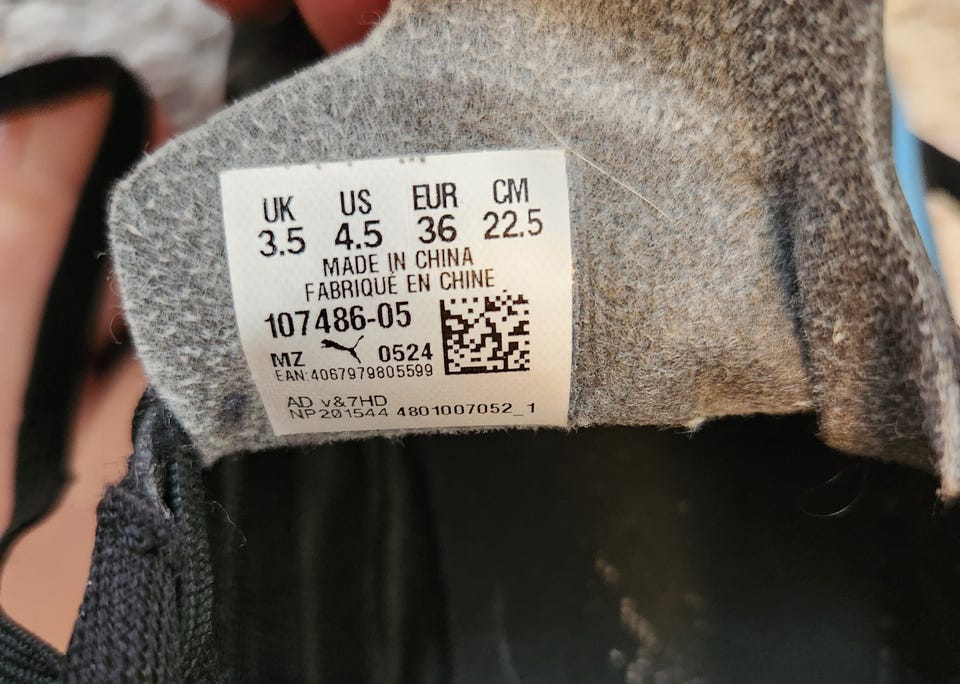 UK US EUR CM
3.5 4.5 36 22.5
MADE IN CHINA
FABRIQUÉ EN CHINE
107486-05
MZ 0524
EAN:4067979805599
AD v&7HD
NP201544 4801007052_1